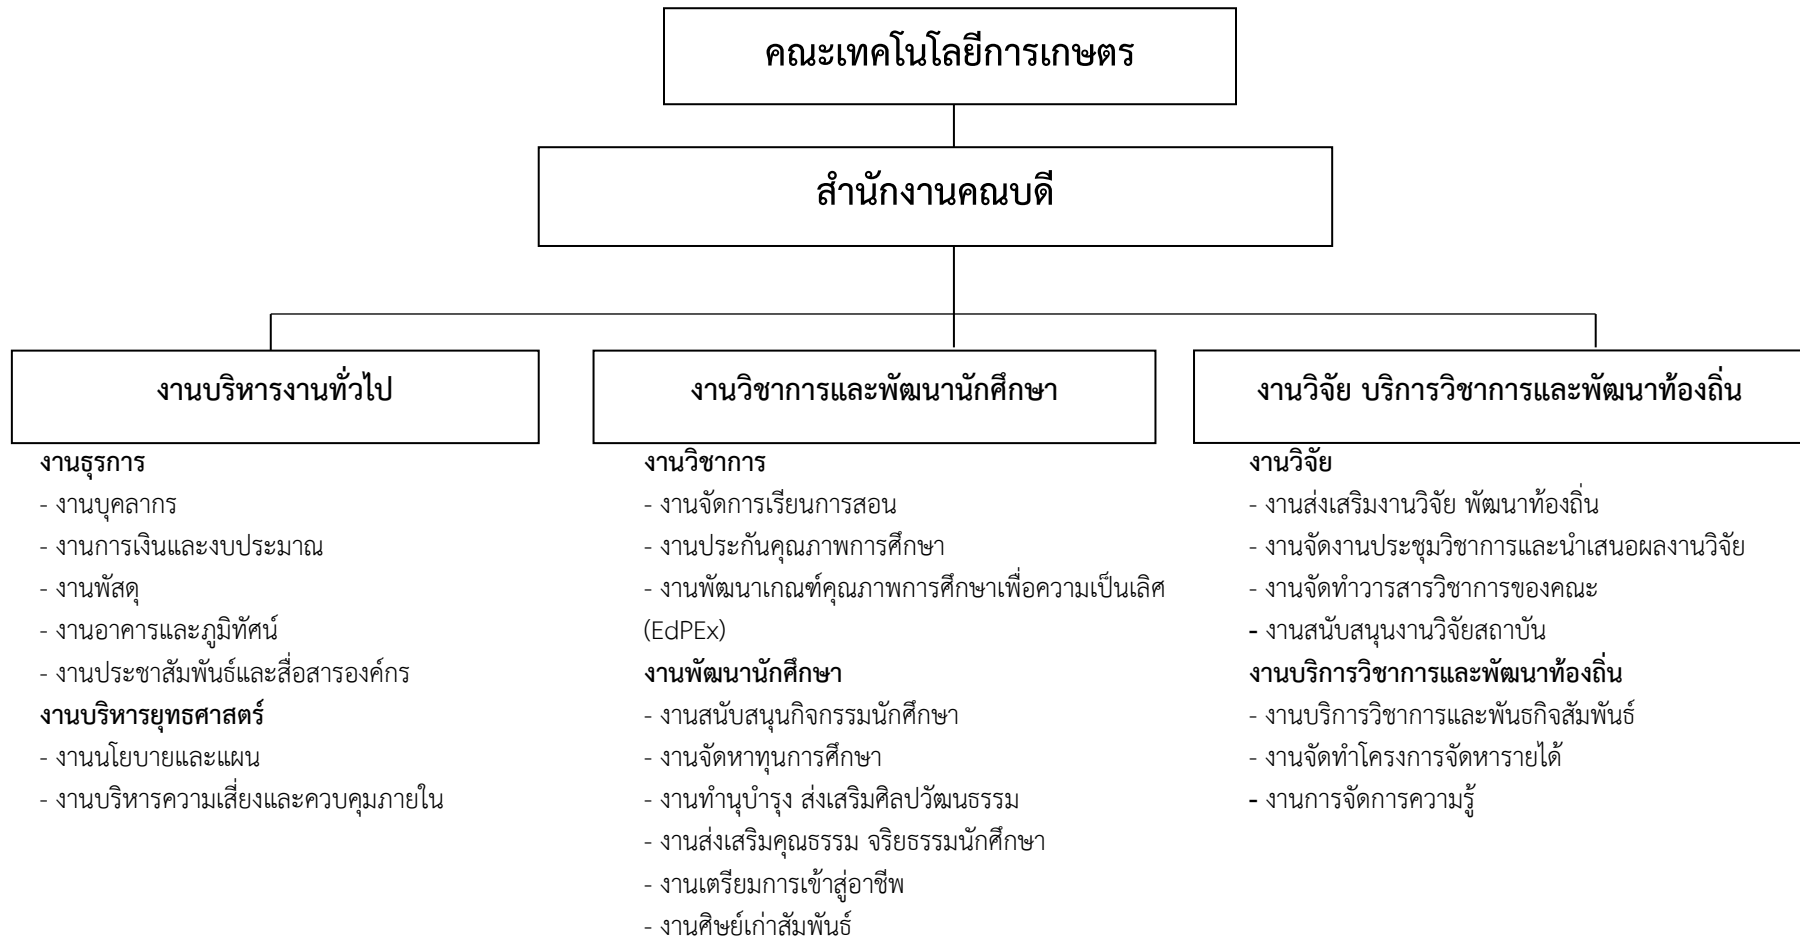 คณะเทคโนโลยีการเกษตร
สำนักงานคณบดี
งานบริหารงานทั่วไป
งานธุรการ
- งานบุคลากร
- งานการเงินและงบประมาณ
- งานพัสดุ
- งานอาคารและภูมิทัศน์
- งานประชาสัมพันธ์และสื่อสารองค์กร
งานบริหารยุทธศาสตร์
- งานนโยบายและแผน
- งานบริหารความเสี่ยงและควบคุมภายใน
งานวิชาการและพัฒนานักศึกษา
งานวิชาการ
- งานจัดการเรียนการสอน
- งานประกันคุณภาพการศึกษา
- งานพัฒนาเกณฑ์คุณภาพการศึกษาเพื่อความเป็นเลิศ
(EdPEx)
งานพัฒนานักศึกษา
- งานสนับสนุนกิจกรรมนักศึกษา
- งานจัดหาทุนการศึกษา
- งานทำนุบำรุง ส่งเสริมศิลปวัฒนธรรม
- งานส่งเสริมคุณธรรม จริยธรรมนักศึกษา
- งานเตรียมการเข้าสู่อาชีพ
- งานศิษย์เก่าสัมพันธ์
งานวิจัย บริการวิชาการและพัฒนาท้องถิ่น
งานวิจัย
- งานส่งเสริมงานวิจัย พัฒนาท้องถิ่น
- งานจัดงานประชุมวิชาการและนำเสนอผลงานวิจัย
- งานจัดทำวารสารวิชาการของคณะ
- งานสนับสนุนงานวิจัยสถาบัน
งานบริการวิชาการและพัฒนาท้องถิ่น
- งานบริการวิชาการและพันธกิจสัมพันธ์
- งานจัดทำโครงการจัดหารายได้
- งานการจัดการความรู้